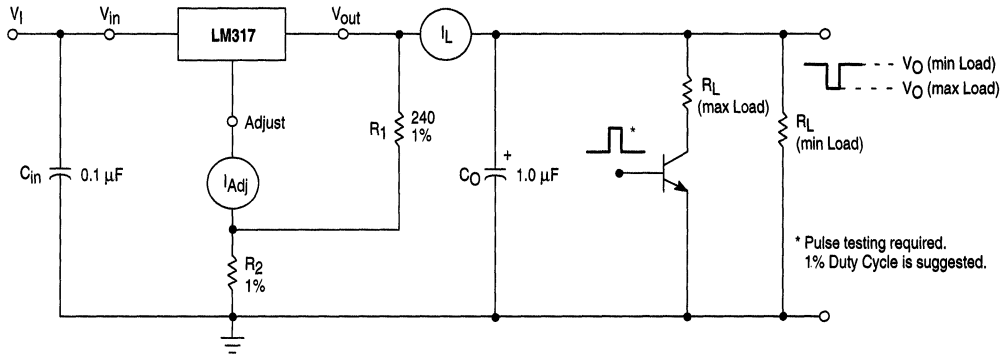 VI
Vin
LM317
Vout
IL
VO (min Load)
VO (max Load)
RL
(max Load)
RL
(min Load)
Adjust
R1
240
1%
*
Cin
0.1 µF
IAdj
+
CO
1.0 µF
R2
1%
* Pulse testing required.
1% Duty Cycle is suggested.